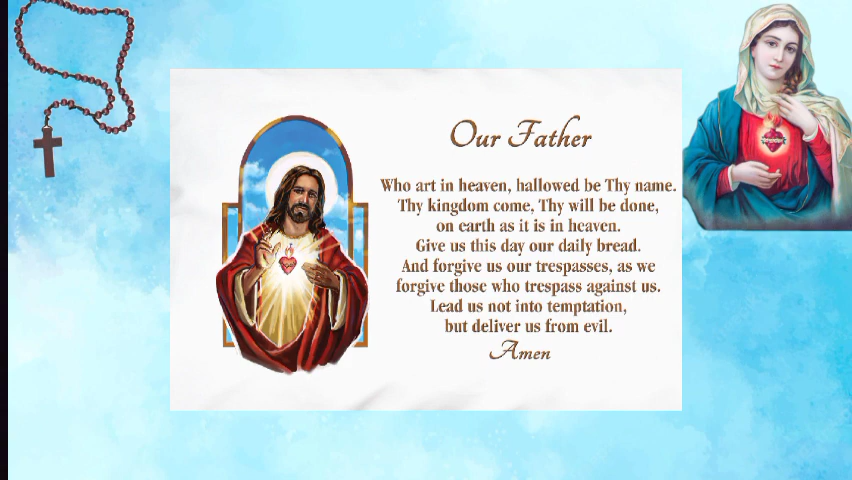 Our Father
Who art in heaven, hallowed be Thy name.
Thy kingdom come, Thy will be done,
on earth as it is in heaven.
Give us this day our daily bread.
And forgive us our trespasses, as we
forgive those who trespass against us.
Lead us not into temptation,
but deliver us from evil.
Amen